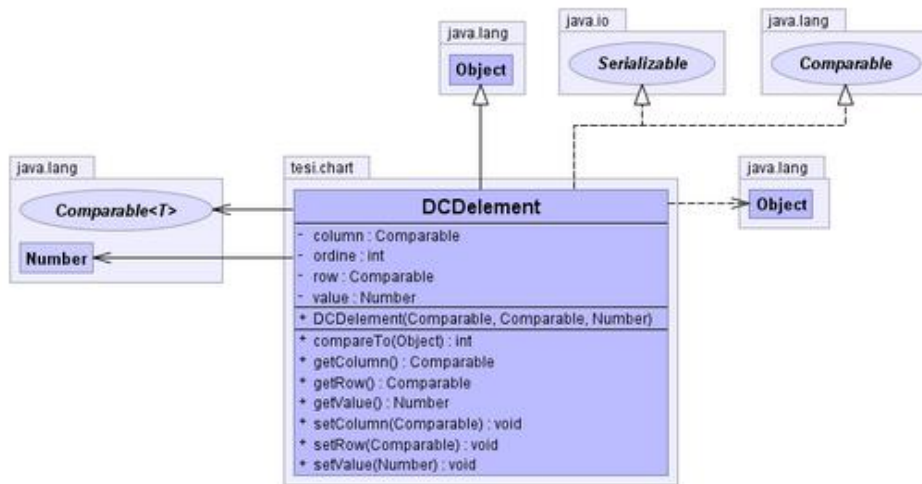 java.lang
Object
java.io
Serializable
java.lang
Comparable
java.lang
Comparable<T>
Number
tesi.chart
DCDelement
- column : Comparable
- ordine : int
- row : Comparable
- value : Number
+ DCDelement(Comparable, Comparable, Number)
+ compareTo(Object) : int
+ getColumn() : Comparable
+ getRow() : Comparable
+ getValue() : Number
+ setColumn(Comparable) : void
+ setRow(Comparable) : void
+ setValue(Number) : void
java.lang
Object